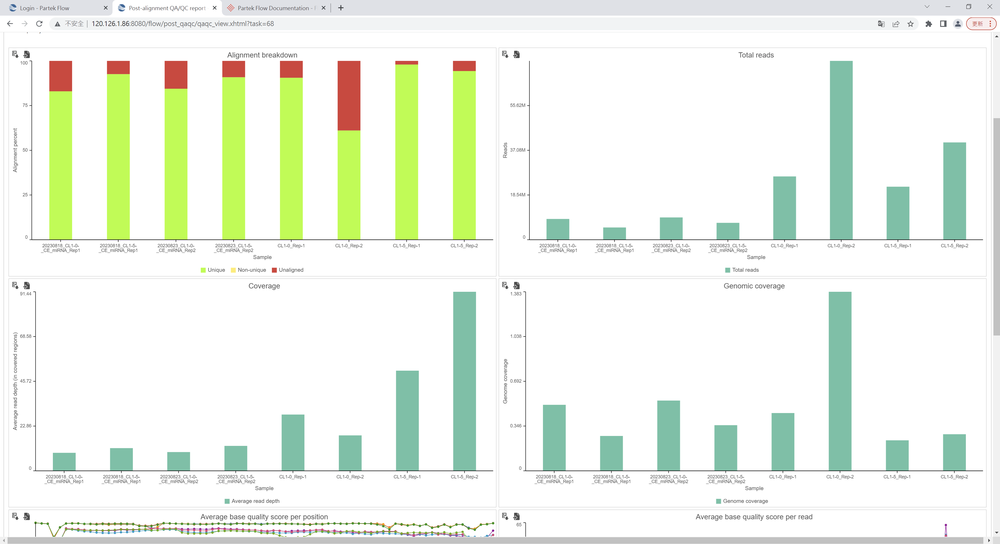 Login - Partek Flow
Post-alignment QA/QC report
Partek Flow Documentation - F
不安全
120.126.1.86:8080/flow/post_qaqc/qaqc_view.xhtml?task=68
更新
Alignment breakdown
100
75
50
25
0
Alignment percent
20230818_CL1-0-
_CE_miRNA_Rep1
20230818_CL1-5-
_CE_miRNA_Rep1
20230823_CL1-0-
_CE_miRNA_Rep2
20230823_CL1-5-
_CE_miRNA_Rep2
CL1-0_Rep-1
CL1-0_Rep-2
CL1-5_Rep-1
CL1-5_Rep-2
Sample
Unique
Non-unique
Unaligned
Total reads
55.62M
37.08M
18.54M
0
Reads
20230818_CL1-0-
_CE_miRNA_Rep1
20230818_CL1-5-
_CE_miRNA_Rep1
20230823_CL1-0-
_CE_miRNA_Rep2
20230823_CL1-5-
_CE_miRNA_Rep2
CL1-0_Rep-1
CL1-0_Rep-2
CL1-5_Rep-1
CL1-5_Rep-2
Sample
Total reads
Coverage
91.44
68.58
45.72
22.86
0
Average read depth (in covered regions)
20230818_CL1-0-
_CE_miRNA_Rep1
20230818_CL1-5-
_CE_miRNA_Rep1
20230823_CL1-0-
_CE_miRNA_Rep2
20230823_CL1-5-
_CE_miRNA_Rep2
CL1-0_Rep-1
CL1-0_Rep-2
CL1-5_Rep-1
CL1-5_Rep-2
Sample
Average read depth
Genomic coverage
1.383
1.038
0.692
0.346
0
Genome coverage
20230818_CL1-0-
_CE_miRNA_Rep1
20230818_CL1-5-
_CE_miRNA_Rep1
20230823_CL1-0-
_CE_miRNA_Rep2
20230823_CL1-5-
_CE_miRNA_Rep2
CL1-0_Rep-1
CL1-0_Rep-2
CL1-5_Rep-1
CL1-5_Rep-2
Sample
Genome coverage
Average base quality score per position
Average base quality score per read
65